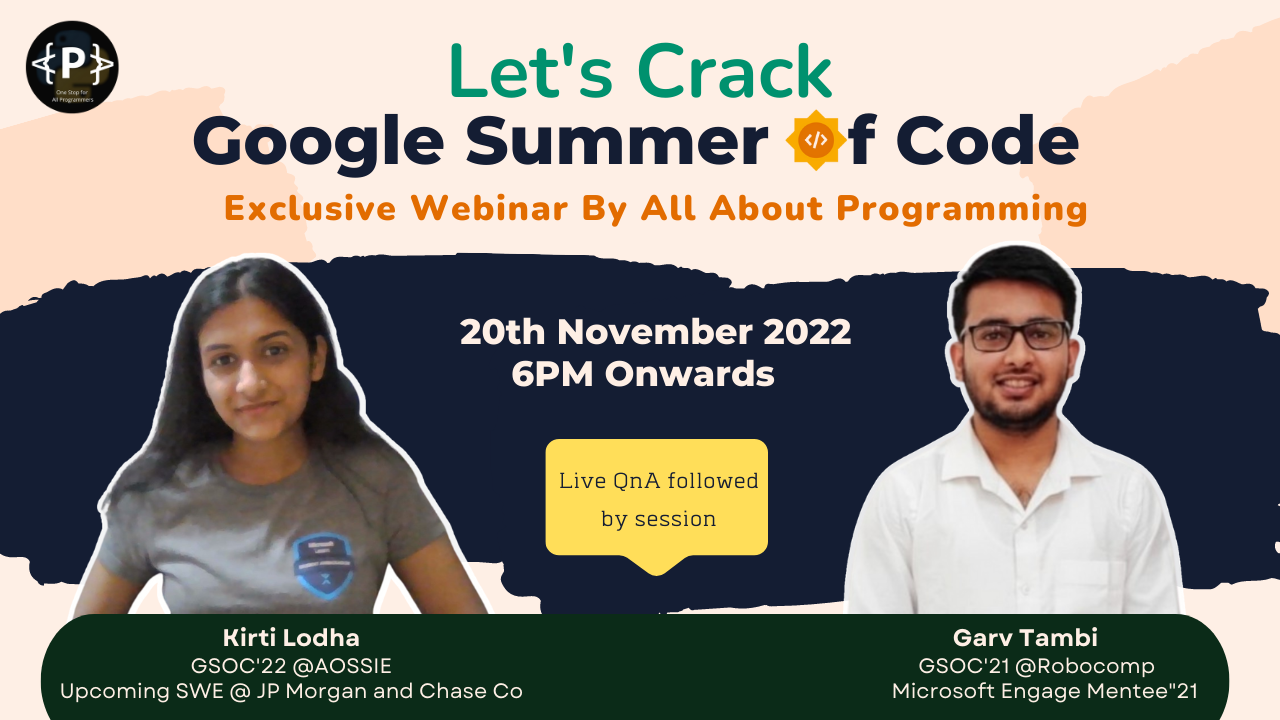 {P}
One Stop for
All Programmers
Let's Crack
Google Summer Of Code
</>
Exclusive Webinar By All About Programming
20th November 2022
6PM Onwards
Live QnA followed
by session
Kirti Lodha
GSOC'22 @AOSSIE
Upcoming SWE @ JP Morgan and Chase Co
Garv Tambi
GSOC'21 @Robocomp
Microsoft Engage Mentee"21